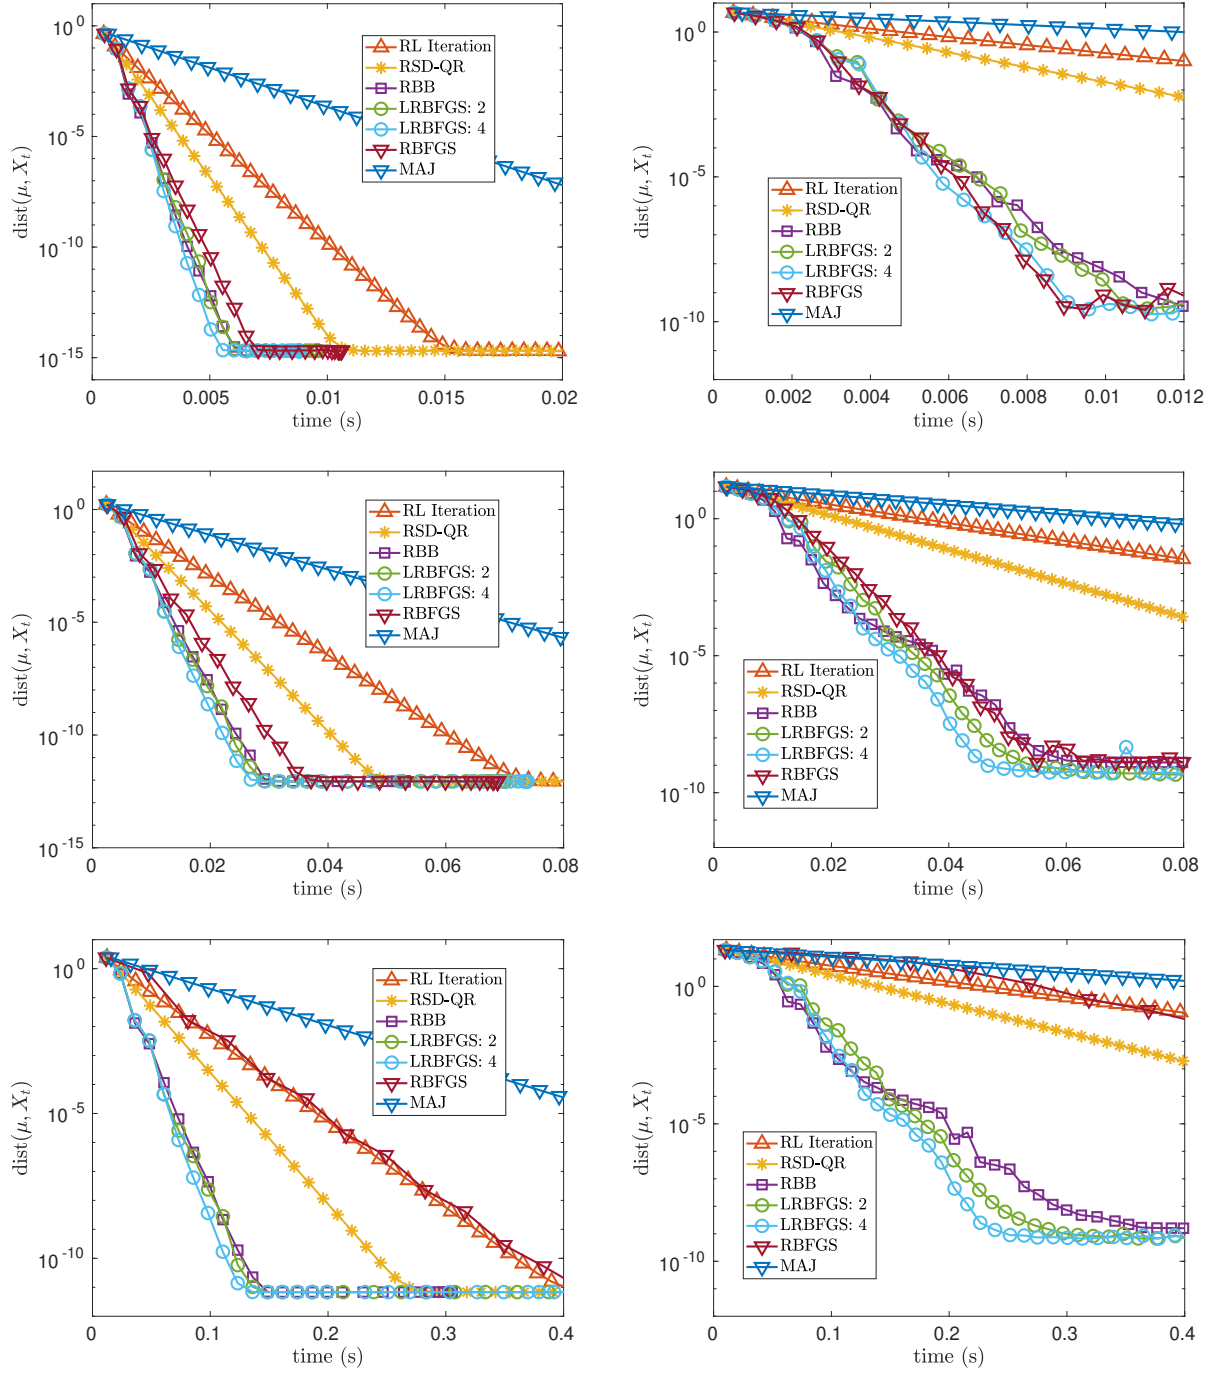 10^0
10^-5
10^-10
10^-15
dist(μ, X_t)
0
0.005
0.01
0.015
0.02
time (s)
RL Iteration
RSD-QR
RBB
LRBFGS: 2
LRBFGS: 4
RBFGS
MAJ
10^0
10^-5
10^-10
dist(μ, X_t)
0
0.002
0.004
0.006
0.008
0.01
0.012
time (s)
RL Iteration
RSD-QR
RBB
LRBFGS: 2
LRBFGS: 4
RBFGS
MAJ
10^0
10^-5
10^-10
10^-15
dist(μ, X_t)
0
0.02
0.04
0.06
0.08
time (s)
RL Iteration
RSD-QR
RBB
LRBFGS: 2
LRBFGS: 4
RBFGS
MAJ
10^0
10^-5
10^-10
dist(μ, X_t)
0
0.02
0.04
0.06
0.08
time (s)
RL Iteration
RSD-QR
RBB
LRBFGS: 2
LRBFGS: 4
RBFGS
MAJ
10^0
10^-5
10^-10
dist(μ, X_t)
0
0.1
0.2
0.3
0.4
time (s)
RL Iteration
RSD-QR
RBB
LRBFGS: 2
LRBFGS: 4
RBFGS
MAJ
10^0
10^-5
10^-10
dist(μ, X_t)
0
0.1
0.2
0.3
0.4
time (s)
RL Iteration
RSD-QR
RBB
LRBFGS: 2
LRBFGS: 4
RBFGS
MAJ